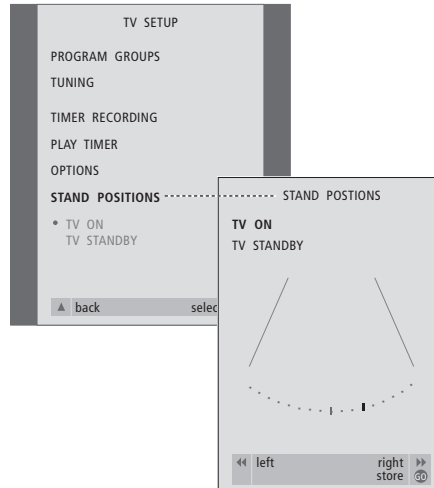 TV SETUP
PROGRAM GROUPS
TUNING
TIMER RECORDING
PLAY TIMER
OPTIONS
STAND POSITIONS
• TV ON
TV STANDBY
▲ back selec
STAND POSTIONS
TV ON
TV STANDBY
◀◀ left right ▶▶
store GO